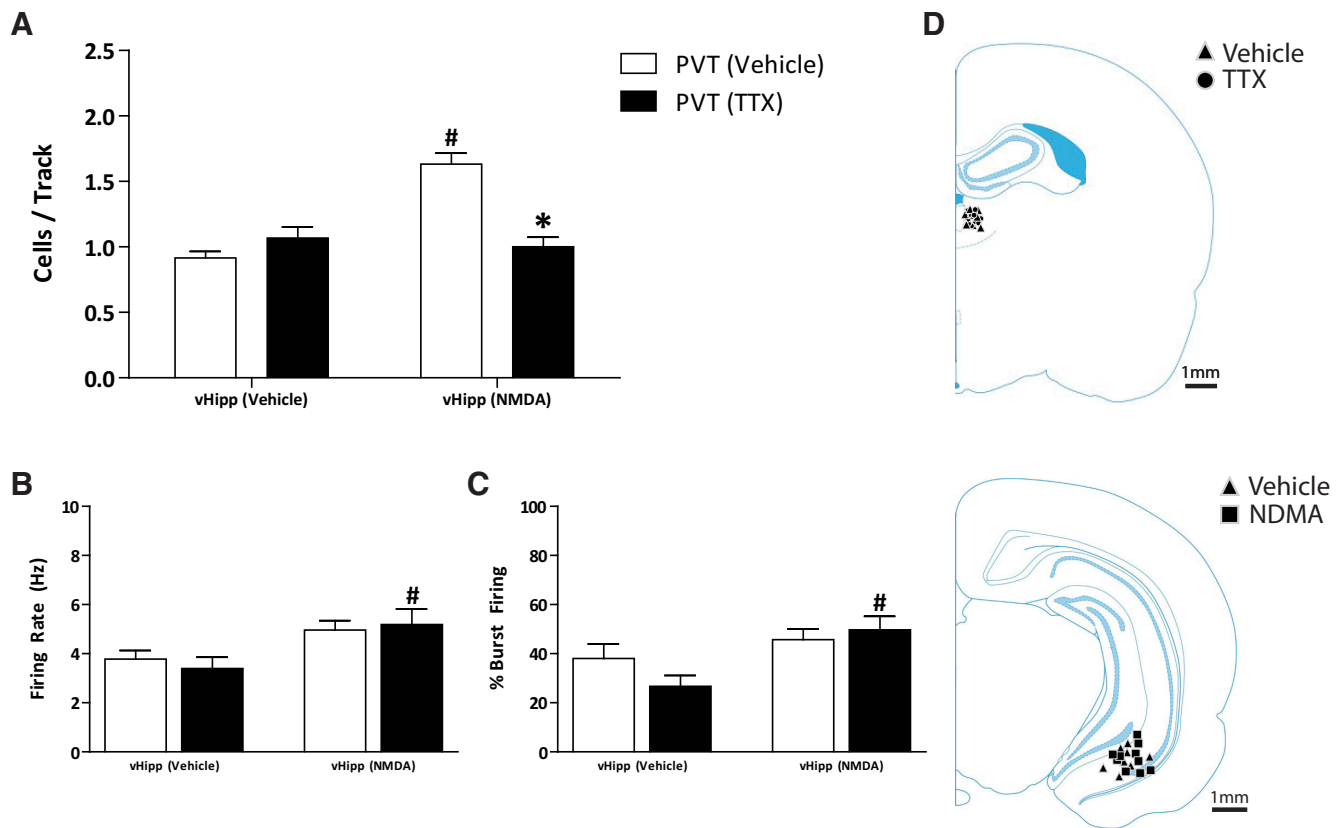 A
2.5
2.0
1.5
1.0
0.5
0.0
Cells / Track
#
*
vHipp (Vehicle)
vHipp (NMDA)
PVT (Vehicle)
PVT (TTX)
B
10
8
6
4
2
0
Firing Rate (Hz)
#
vHipp (Vehicle)
vHipp (NMDA)
C
100
80
60
40
20
0
% Burst Firing
#
vHipp (Vehicle)
vHipp (NMDA)
D
Vehicle
TTX
1mm
Vehicle
NDMA
1mm